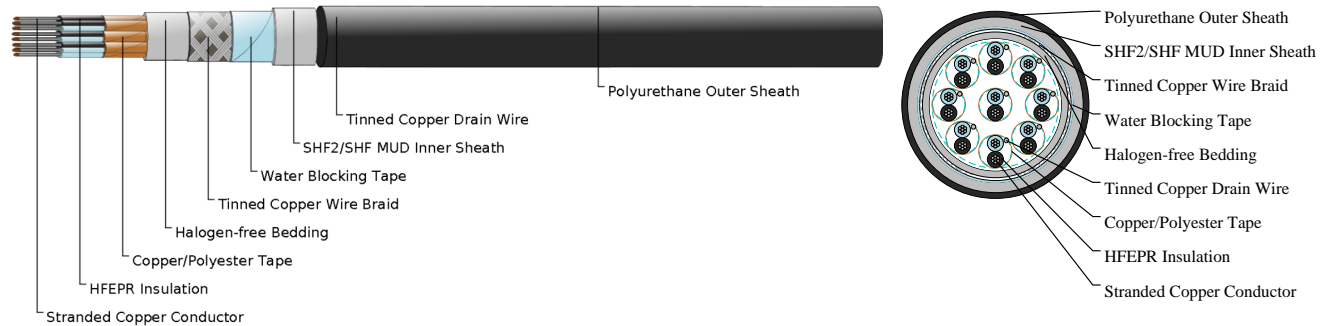 Polyurethane Outer Sheath
Tinned Copper Drain Wire
SHF2/SHF MUD Inner Sheath
Water Blocking Tape
Tinned Copper Wire Braid
Halogen-free Bedding
Copper/Polyester Tape
HFEPR Insulation
Stranded Copper Conductor
Polyurethane Outer Sheath
SHF2/SHF MUD Inner Sheath
Tinned Copper Wire Braid
Water Blocking Tape
Halogen-free Bedding
Tinned Copper Drain Wire
Copper/Polyester Tape
HFEPR Insulation
Stranded Copper Conductor